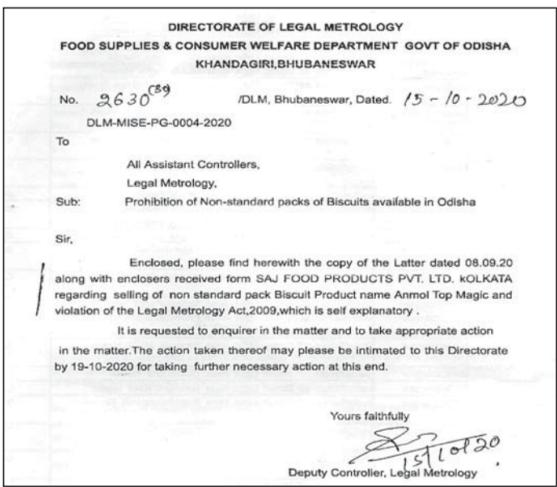 DIRECTORATE OF LEGAL METROLOGY
FOOD SUPPLIES & CONSUMER WELFARE DEPARTMENT GOVT OF ODISHA
KHANDAGIRI,BHUBANESWAR
No. 2630(39) /DLM, Bhubaneswar, Dated. 15-10-2020
DLM-MISE-PG-0004-2020
To
All Assistant Controllers,
Legal Metrology,
Sub: Prohibition of Non-standard packs of Biscuits available in Odisha
Sir,
Enclosed, please find herewith the copy of the Latter dated 08.09.20
along with enclosers received form SAJ FOOD PRODUCTS PVT. LTD. kOLKATA
regarding selling of non standard pack Biscuit Product name Anmol Top Magic and
violation of the Legal Metrology Act,2009,which is self explanatory .
It is requested to enquirer in the matter and to take appropriate action
in the matter.The action taken thereof may please be intimated to this Directorate
by 19-10-2020 for taking further necessary action at this end.
Yours faithfully
15/10/20
Deputy Controller, Legal Metrology